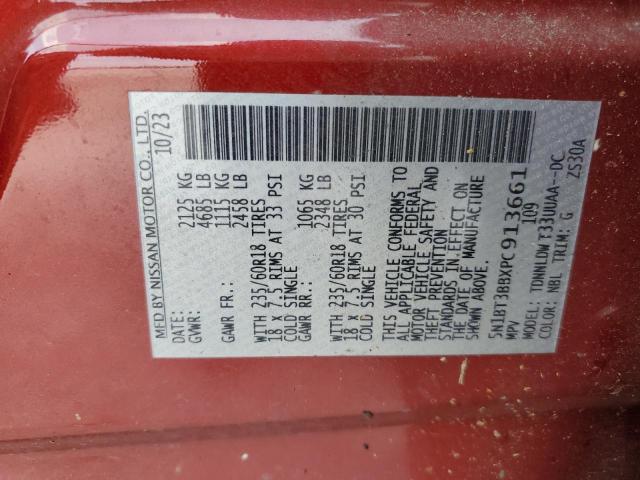 MFD BY NISSAN MOTOR CO., LTD.
DATE: 10/23
GVWR: 2125 KG
4685 LB
GAWR FR.: 1115 KG
2458 LB
WITH 235/60R18 TIRES
18 X 7.5 RIMS AT 33 PSI
COLD SINGLE
GAWR RR.: 1065 KG
2348 LB
WITH 235/60R18 TIRES
18 X 7.5 RIMS AT 30 PSI
COLD SINGLE
THIS VEHICLE CONFORMS TO
ALL APPLICABLE FEDERAL
MOTOR VEHICLE SAFETY AND
THEFT PREVENTION
STANDARDS IN EFFECT ON
THE DATE OF MANUFACTURE
SHOWN ABOVE.
5N1BT3BBXPC913661
MPV 109
MODEL: TDWNLDW T33UUAA--DC
COLOR: NBL TRIM: G ZS30A